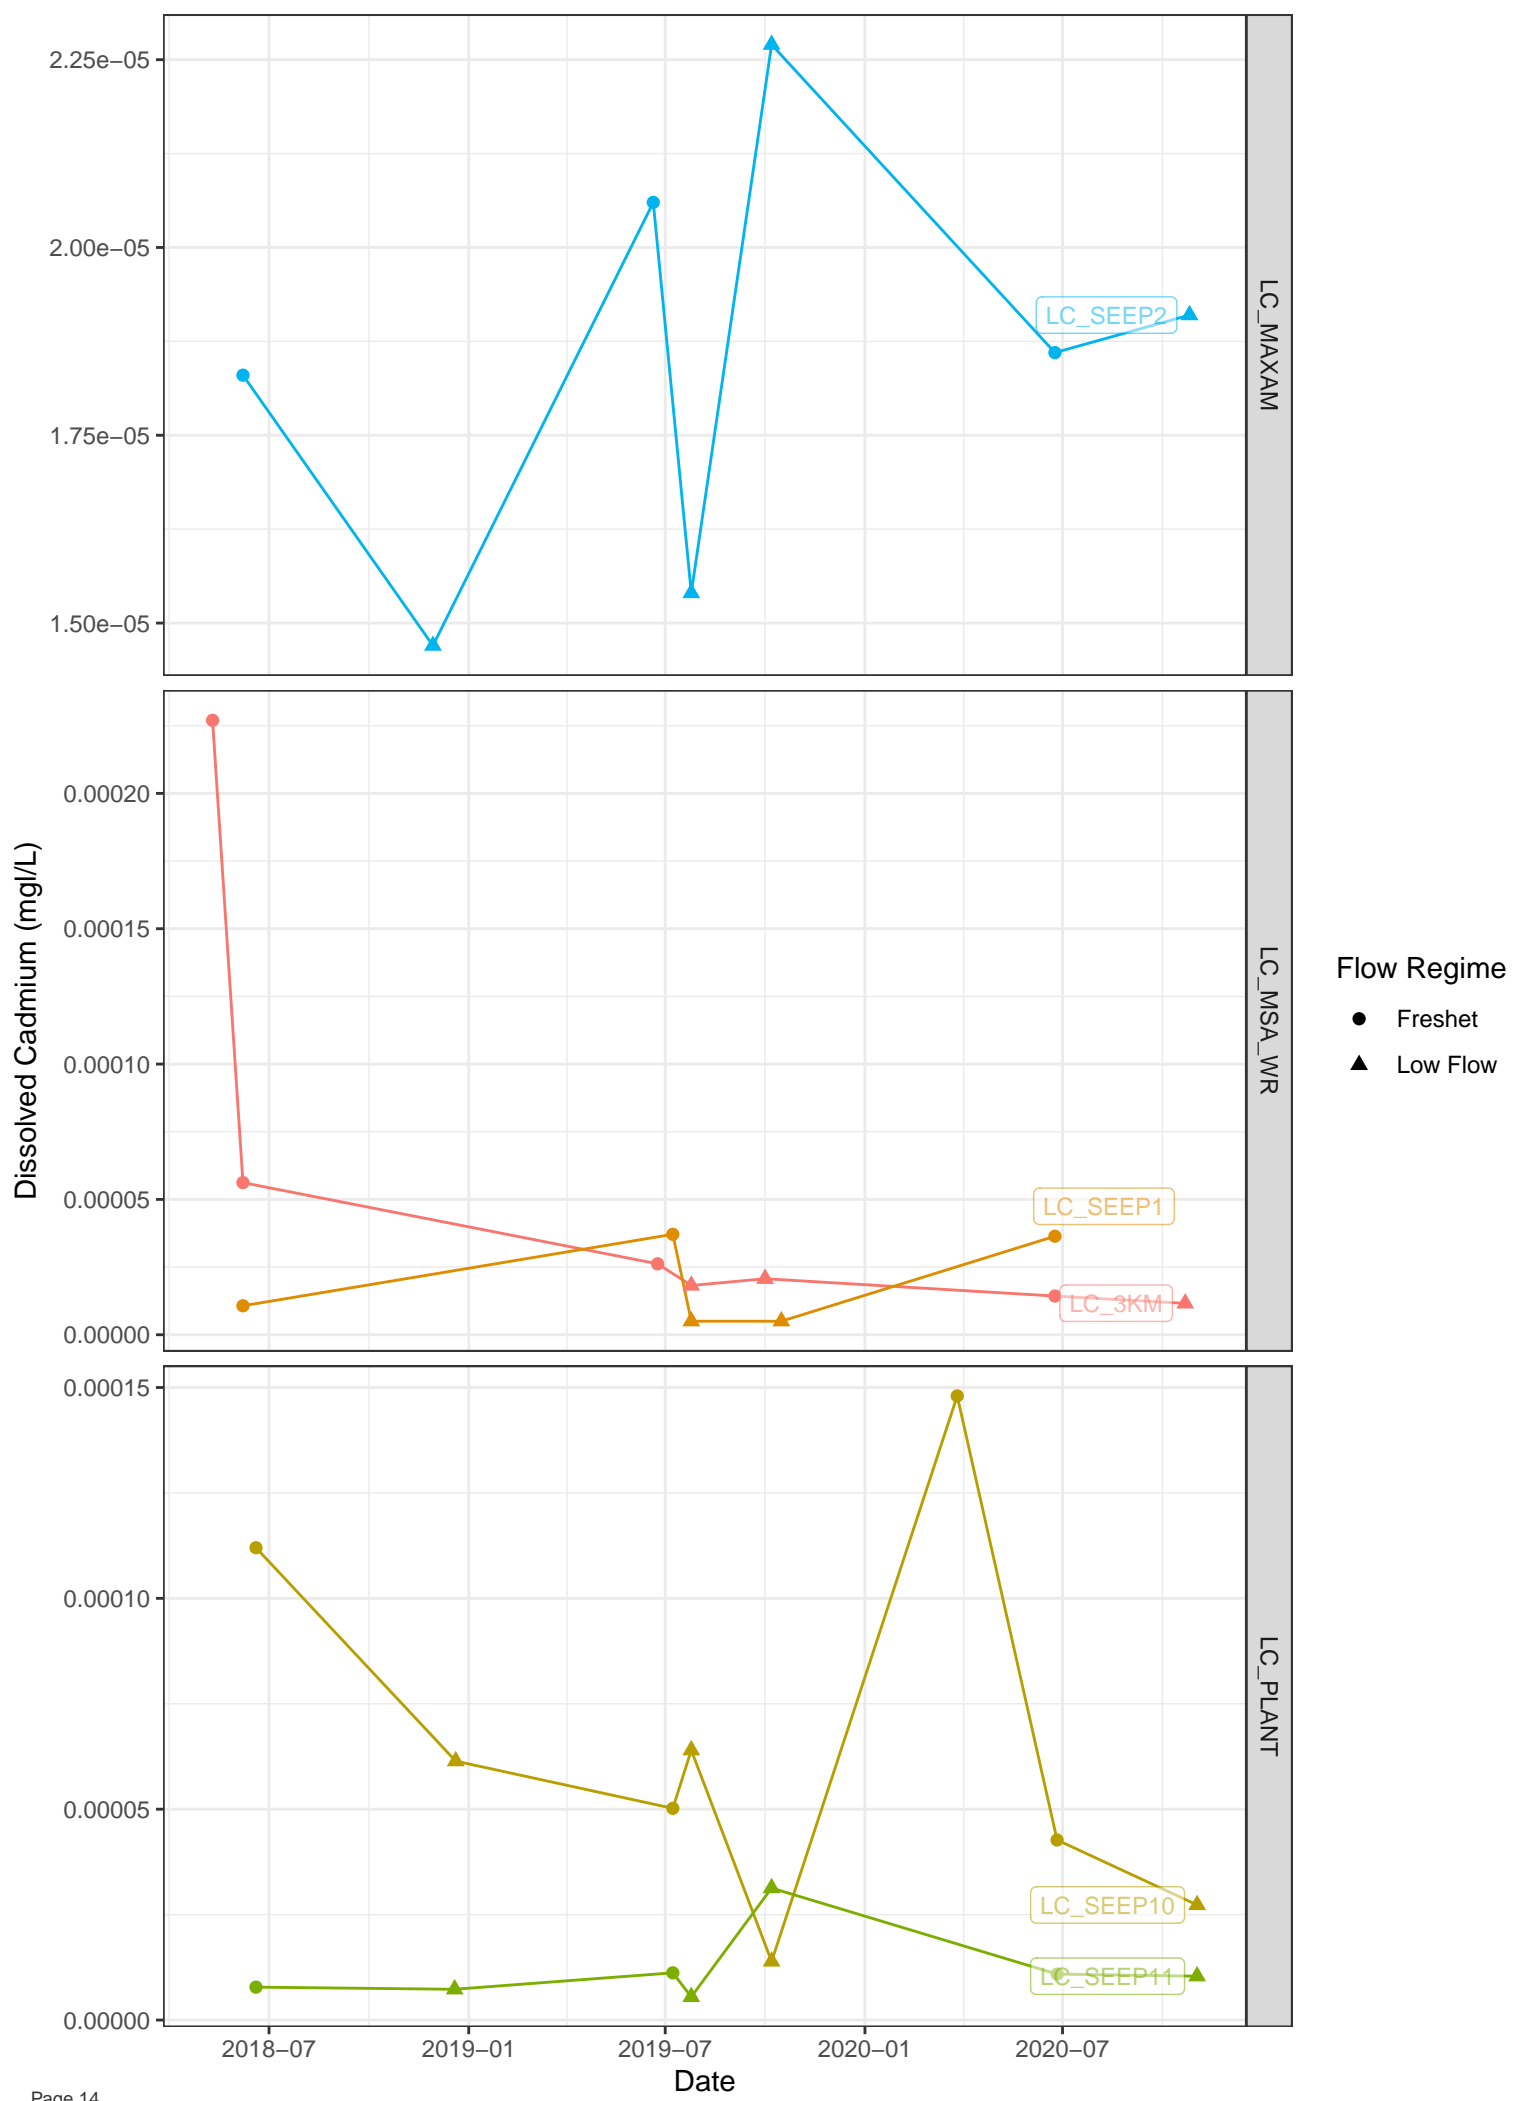 2.25e−05
2.00e−05
1.75e−05
1.50e−05
LC_SEEP2
LC_MAXAM
Dissolved Cadmium (mgl/L)
0.00020
0.00015
0.00010
0.00005
0.00000
LC_SEEP1
LC_3KM
LC_MSA_WR
Flow Regime
Freshet
Low Flow
0.00015
0.00010
0.00005
0.00000
LC_SEEP10
LC_SEEP11
LC_PLANT
2018−07
2019−01
2019−07
2020−01
2020−07
Date
Page 14